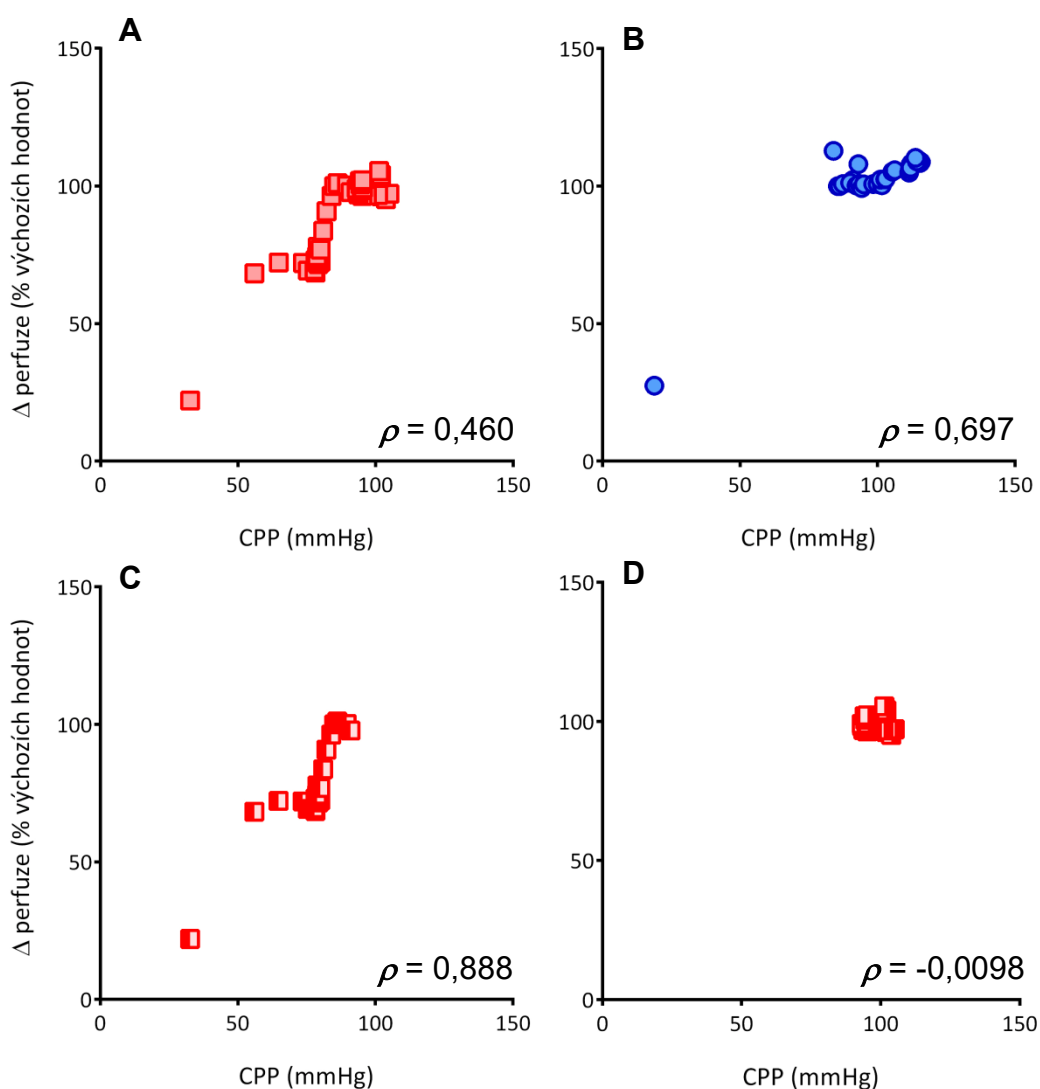 A
150
100
50
0
Δ perfuze (% výchozích hodnot)
ρ = 0,460
0 50 100 150
CPP (mmHg)
B
150
100
50
0
ρ = 0,697
0 50 100 150
CPP (mmHg)
C
150
100
50
0
Δ perfuze (% výchozích hodnot)
ρ = 0,888
0 50 100 150
CPP (mmHg)
D
150
100
50
0
ρ = -0,0098
0 50 100 150
CPP (mmHg)